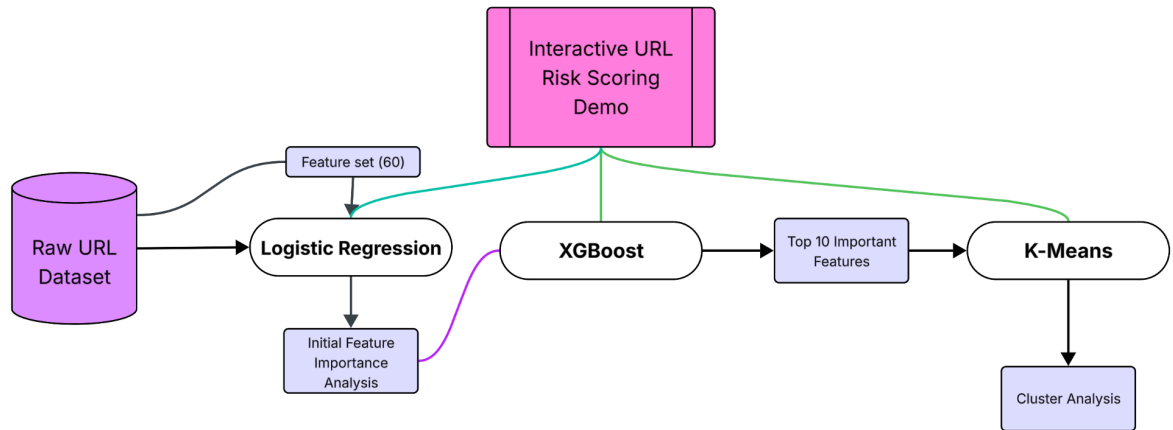 Interactive URL
Risk Scoring
Demo
Feature set (60)
Raw URL
Dataset
Logistic Regression
XGBoost
Top 10 Important
Features
K-Means
Initial Feature
Importance
Analysis
Cluster Analysis